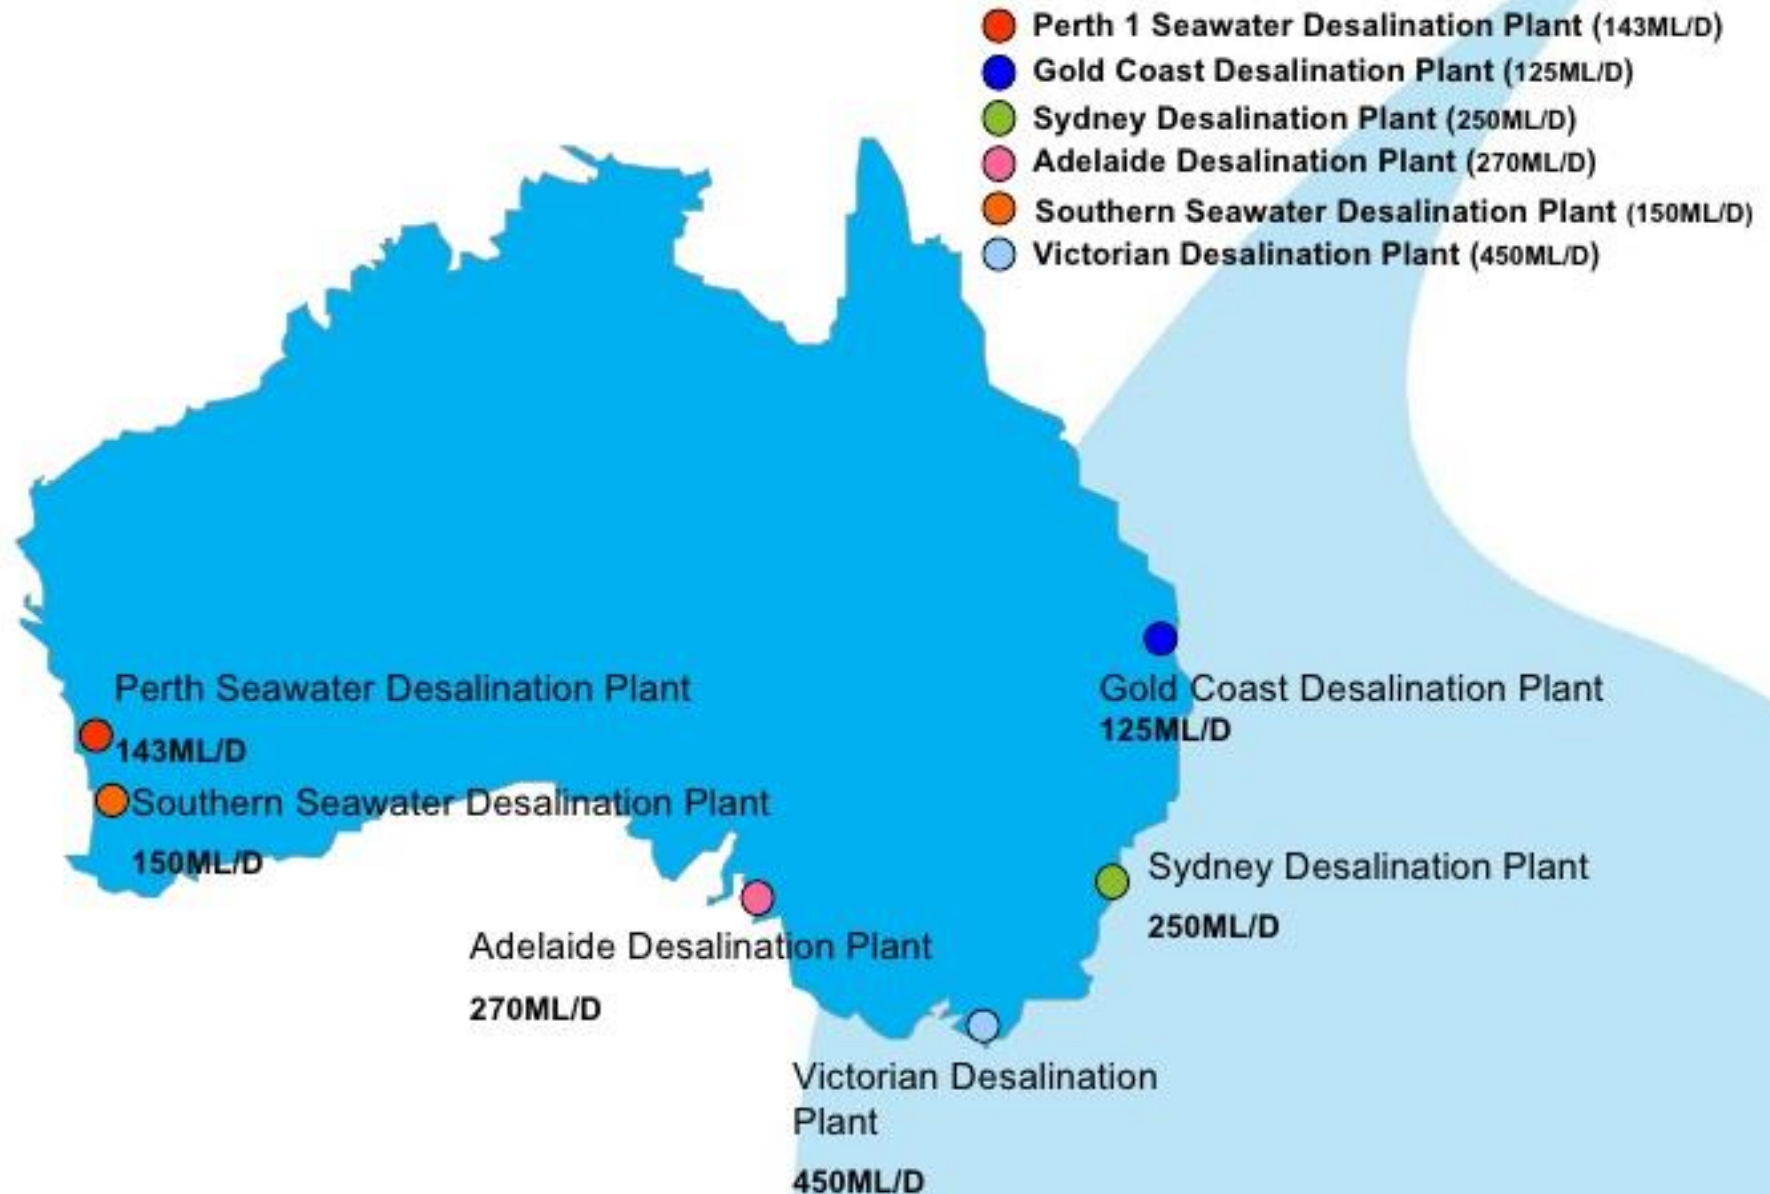 Perth 1 Seawater Desalination Plant (143ML/D)
Gold Coast Desalination Plant (125ML/D)
Sydney Desalination Plant (250ML/D)
Adelaide Desalination Plant (270ML/D)
Southern Seawater Desalination Plant (150ML/D)
Victorian Desalination Plant (450ML/D)
Perth Seawater Desalination Plant
143ML/D
Southern Seawater Desalination Plant
150ML/D
Gold Coast Desalination Plant
125ML/D
Sydney Desalination Plant
250ML/D
Adelaide Desalination Plant
270ML/D
Victorian Desalination
Plant
450ML/D